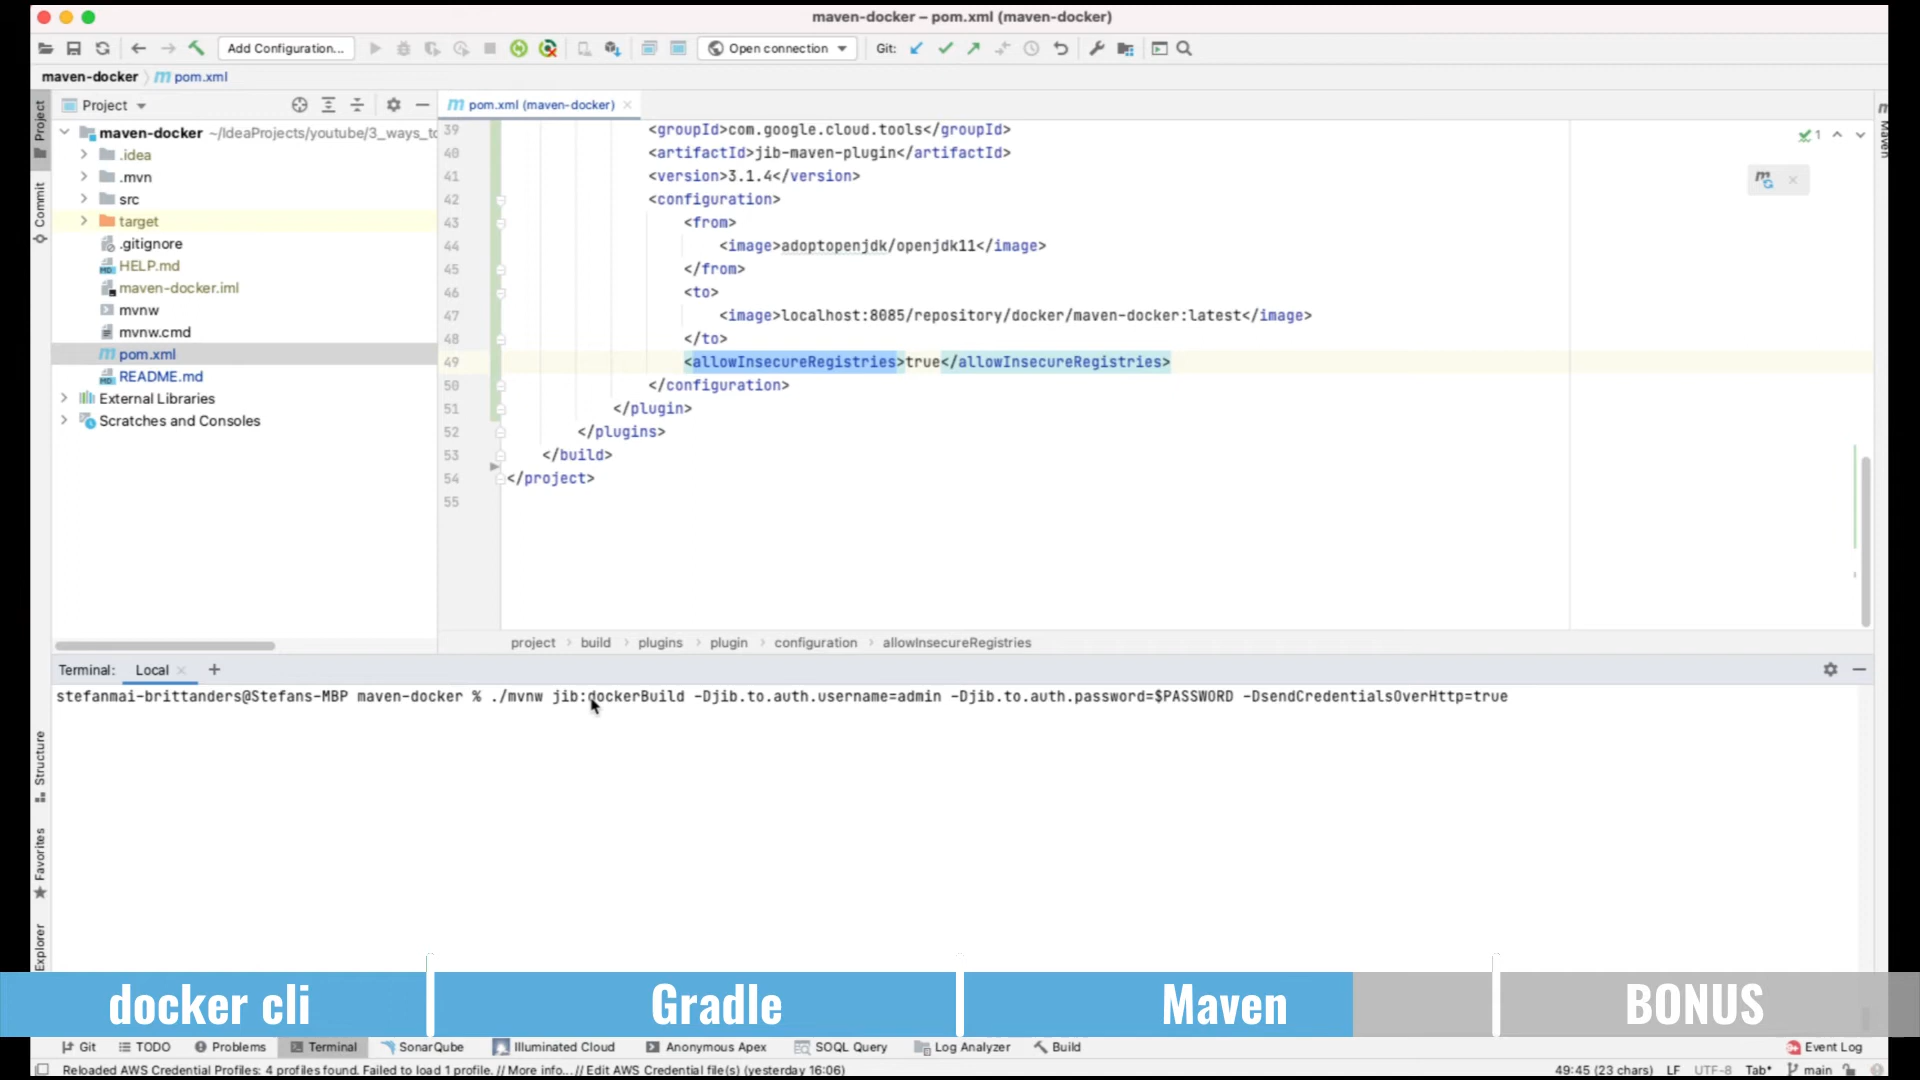 maven-docker – pom.xml (maven-docker)
Add Configuration...
Open connection
Git:
maven-docker
pom.xml
Project
pom.xml (maven-docker)
Project
Commit
Structure
Favorites
Explorer
Maven
maven-docker ~/IdeaProjects/youtube/3_ways_to
.idea
.mvn
src
target
.gitignore
HELP.md
maven-docker.iml
mvnw
mvnw.cmd
pom.xml
README.md
External Libraries
Scratches and Consoles
39 <groupId>com.google.cloud.tools</groupId>
40 <artifactId>jib-maven-plugin</artifactId>
41 <version>3.1.4</version>
42 <configuration>
43 <from>
44 <image>adoptopenjdk/openjdk11</image>
45 </from>
46 <to>
47 <image>localhost:8085/repository/docker/maven-docker:latest</image>
48 </to>
49 <allowInsecureRegistries>true</allowInsecureRegistries>
50 </configuration>
51 </plugin>
52 </plugins>
53 </build>
54 </project>
55
1
project › build › plugins › plugin › configuration › allowInsecureRegistries
Terminal: Local
stefanmai-brittanders@Stefans-MBP maven-docker % ./mvnw jib:dockerBuild -Djib.to.auth.username=admin -Djib.to.auth.password=$PASSWORD -DsendCredentialsOverHttp=true
docker cli
Gradle
Maven
BONUS
Git
TODO
Problems
Terminal
SonarQube
Illuminated Cloud
Anonymous Apex
SOQL Query
Log Analyzer
Build
Event Log
Reloaded AWS Credential Profiles: 4 profiles found. Failed to load 1 profile. // More info... // Edit AWS Credential file(s) (yesterday 16:06)
49:45 (23 chars) LF UTF-8 Tab* main